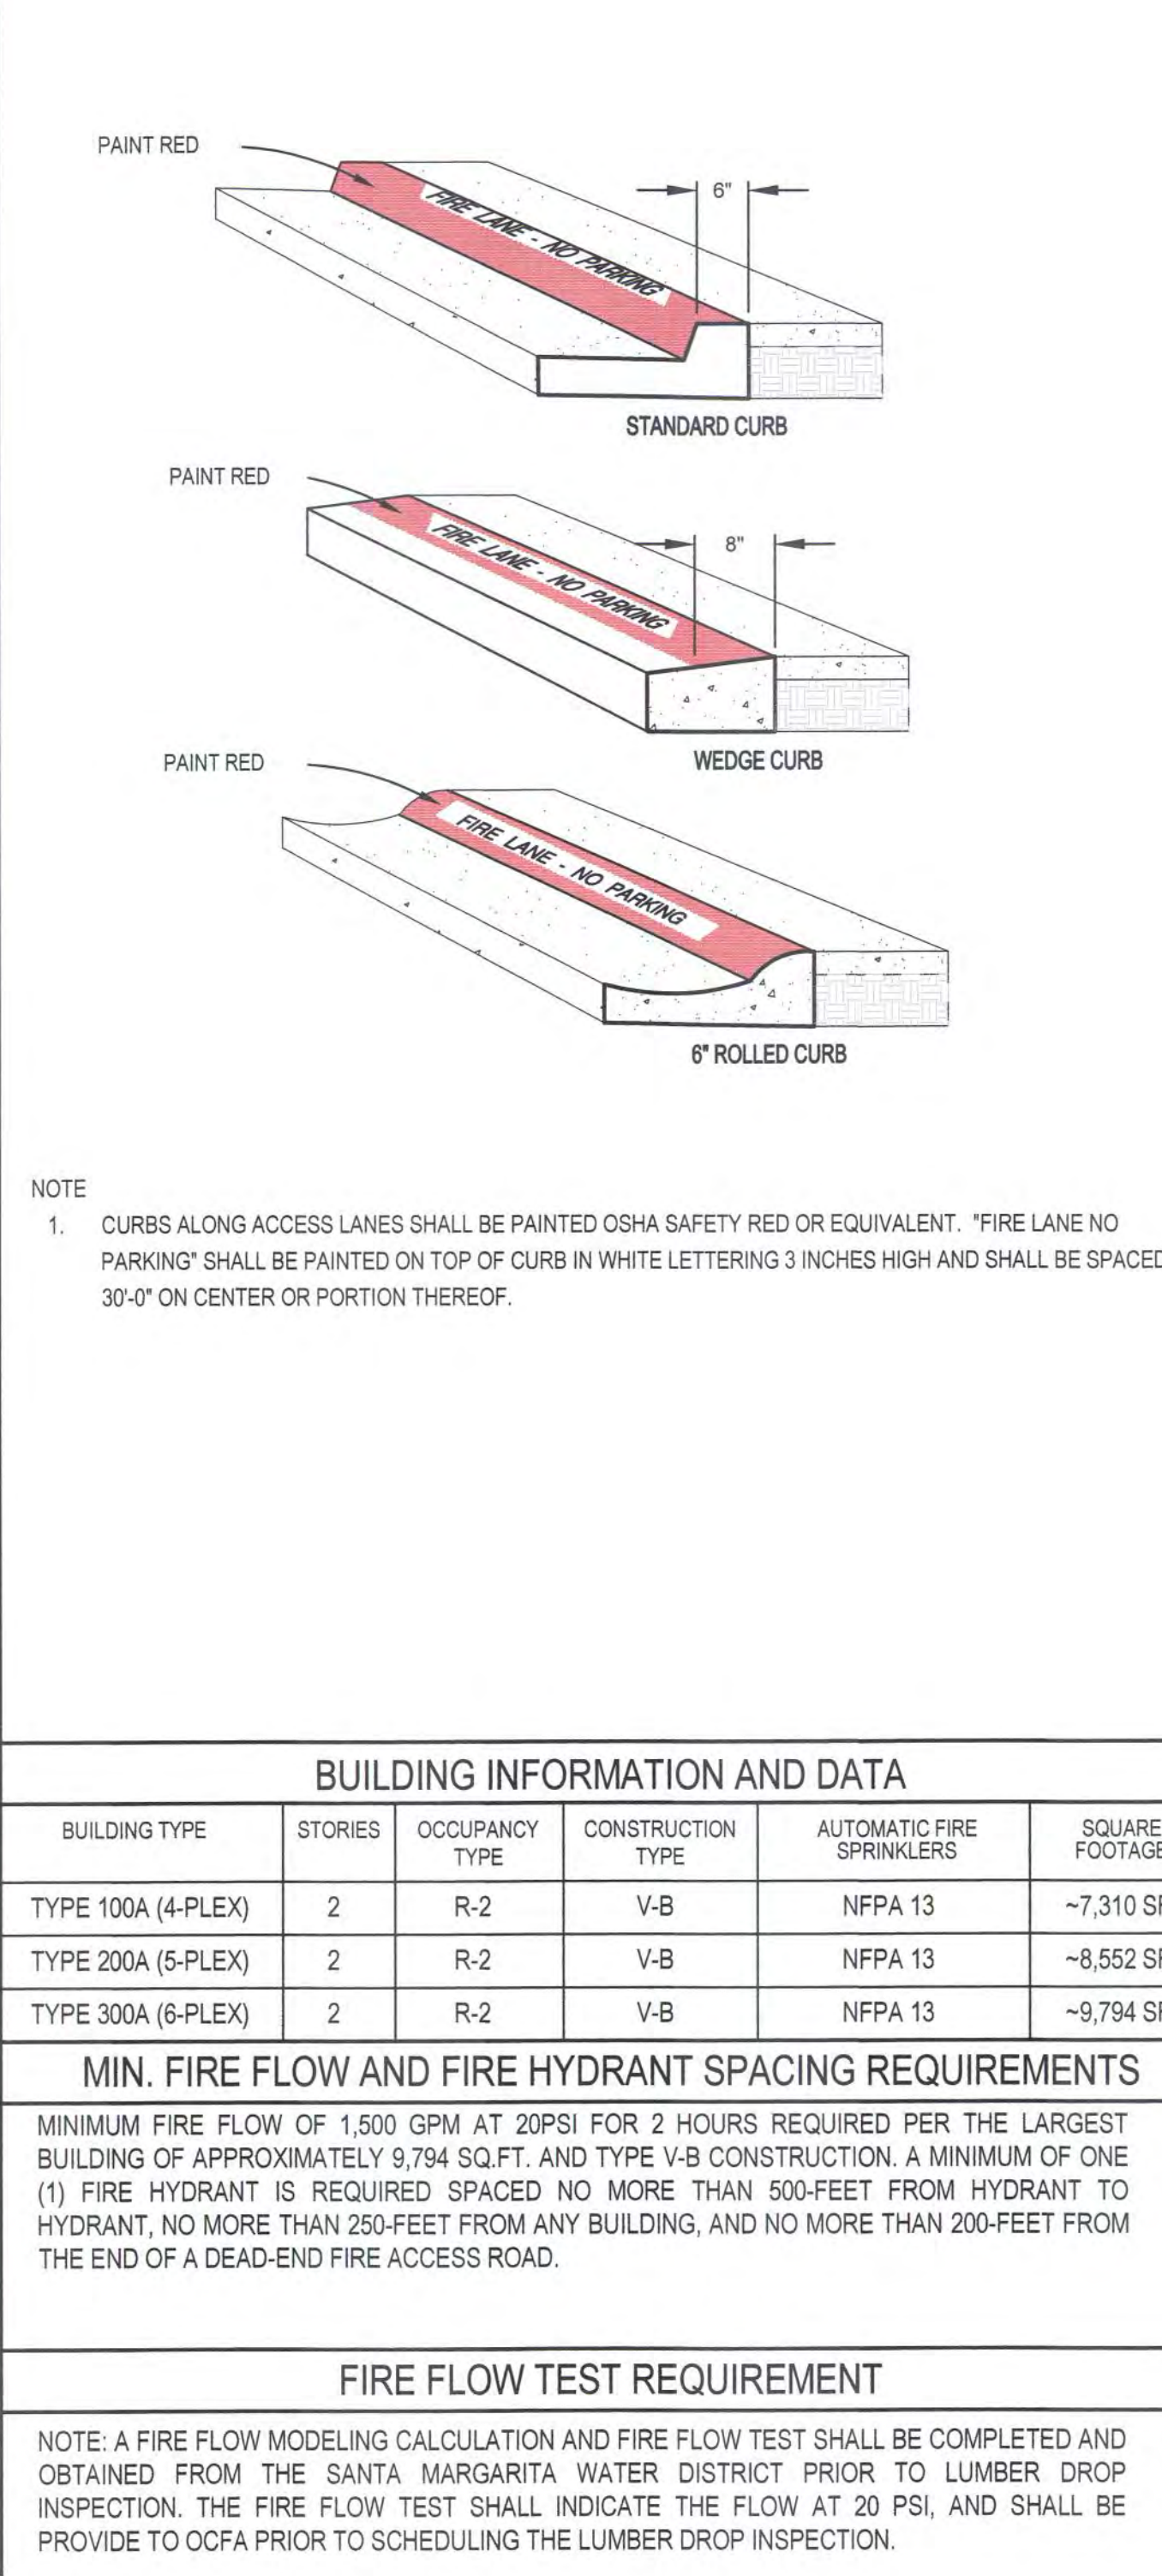 PAINT RED
6"
FIRE LANE - NO PARKING
STANDARD CURB
PAINT RED
8"
FIRE LANE - NO PARKING
WEDGE CURB
PAINT RED
FIRE LANE - NO PARKING
6" ROLLED CURB
NOTE
1. CURBS ALONG ACCESS LANES SHALL BE PAINTED OSHA SAFETY RED OR EQUIVALENT. "FIRE LANE NO
PARKING" SHALL BE PAINTED ON TOP OF CURB IN WHITE LETTERING 3 INCHES HIGH AND SHALL BE SPACED
30'-0" ON CENTER OR PORTION THEREOF.
BUILDING INFORMATION AND DATA
BUILDING TYPE STORIES OCCUPANCY TYPE CONSTRUCTION TYPE AUTOMATIC FIRE SPRINKLERS SQUARE FOOTAGE
TYPE 100A (4-PLEX) 2 R-2 V-B NFPA 13 ~7,310 SF
TYPE 200A (5-PLEX) 2 R-2 V-B NFPA 13 ~8,552 SF
TYPE 300A (6-PLEX) 2 R-2 V-B NFPA 13 ~9,794 SF
MIN. FIRE FLOW AND FIRE HYDRANT SPACING REQUIREMENTS
MINIMUM FIRE FLOW OF 1,500 GPM AT 20PSI FOR 2 HOURS REQUIRED PER THE LARGEST
BUILDING OF APPROXIMATELY 9,794 SQ.FT. AND TYPE V-B CONSTRUCTION. A MINIMUM OF ONE
(1) FIRE HYDRANT IS REQUIRED SPACED NO MORE THAN 500-FEET FROM HYDRANT TO
HYDRANT, NO MORE THAN 250-FEET FROM ANY BUILDING, AND NO MORE THAN 200-FEET FROM
THE END OF A DEAD-END FIRE ACCESS ROAD.
FIRE FLOW TEST REQUIREMENT
NOTE: A FIRE FLOW MODELING CALCULATION AND FIRE FLOW TEST SHALL BE COMPLETED AND
OBTAINED FROM THE SANTA MARGARITA WATER DISTRICT PRIOR TO LUMBER DROP
INSPECTION. THE FIRE FLOW TEST SHALL INDICATE THE FLOW AT 20 PSI, AND SHALL BE
PROVIDE TO OCFA PRIOR TO SCHEDULING THE LUMBER DROP INSPECTION.